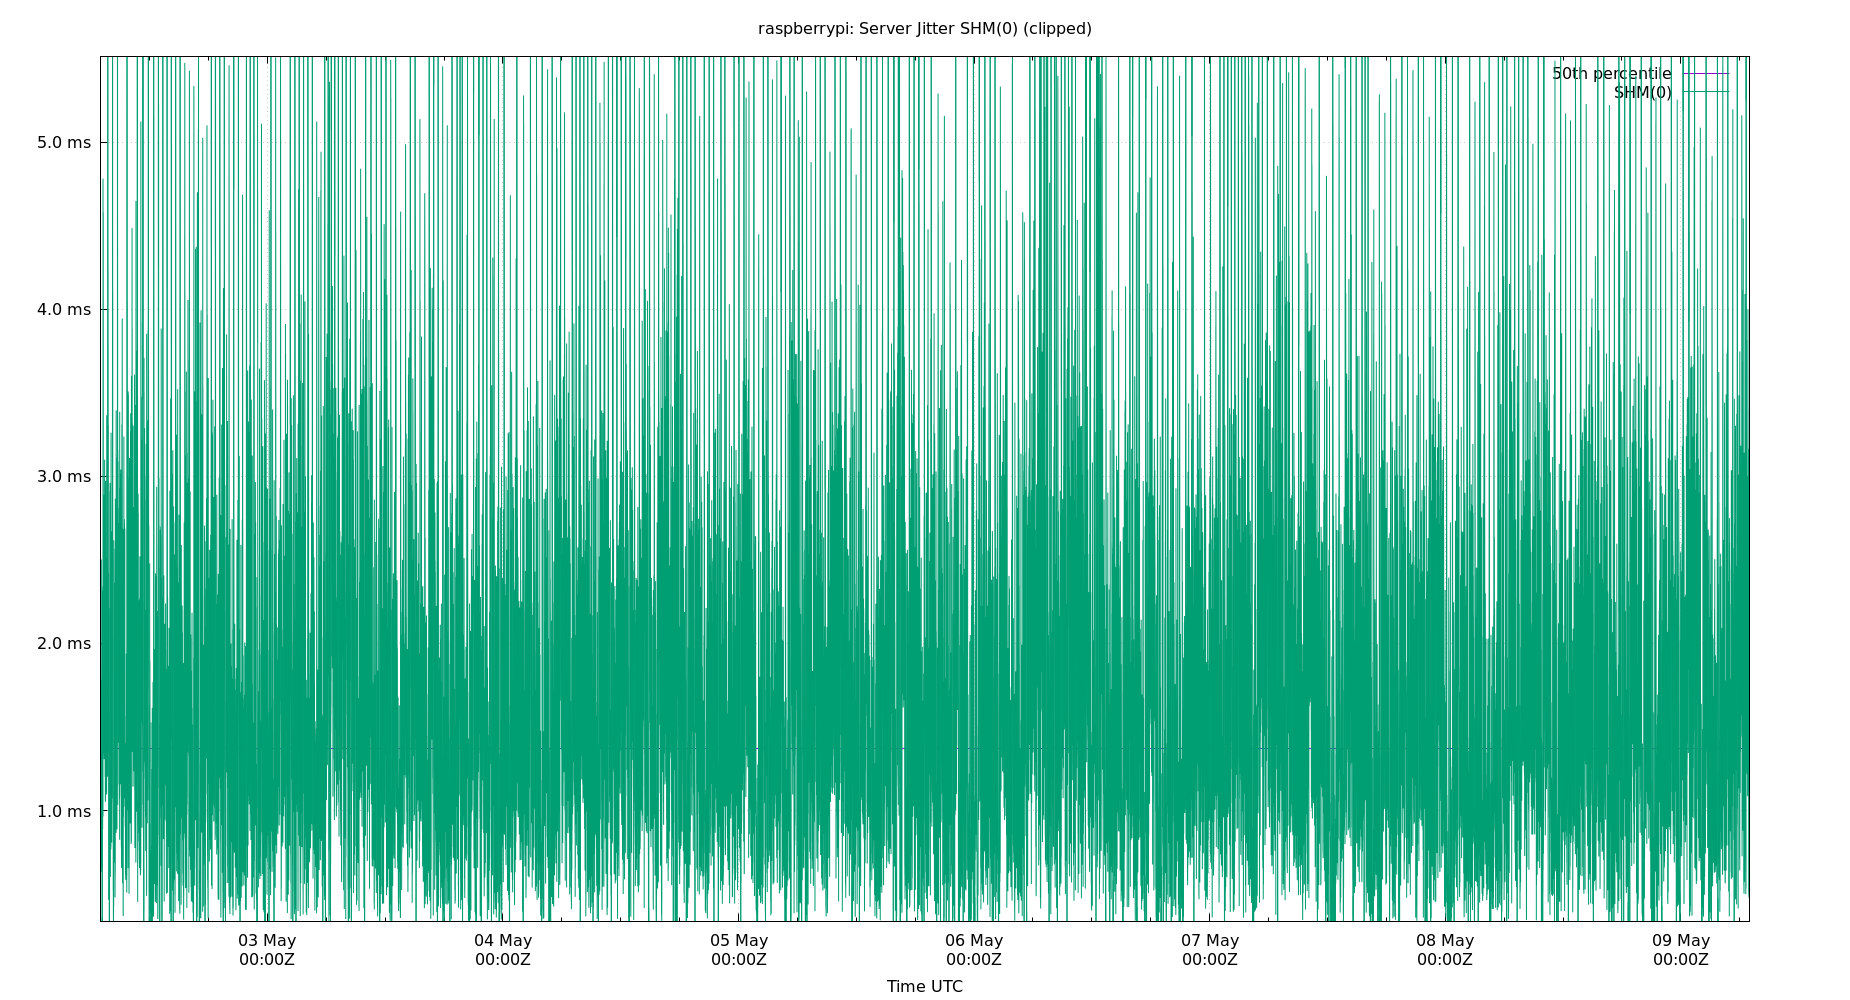 raspberrypi: Server Jitter SHM(0) (clipped)
50th percentile
SHM(0)
5.0 ms
4.0 ms
3.0 ms
2.0 ms
1.0 ms
03 May 04 May 05 May 06 May 07 May 08 May 09 May
00:00Z 00:00Z 00:00Z 00:00Z 00:00Z 00:00Z 00:00Z
Time UTC